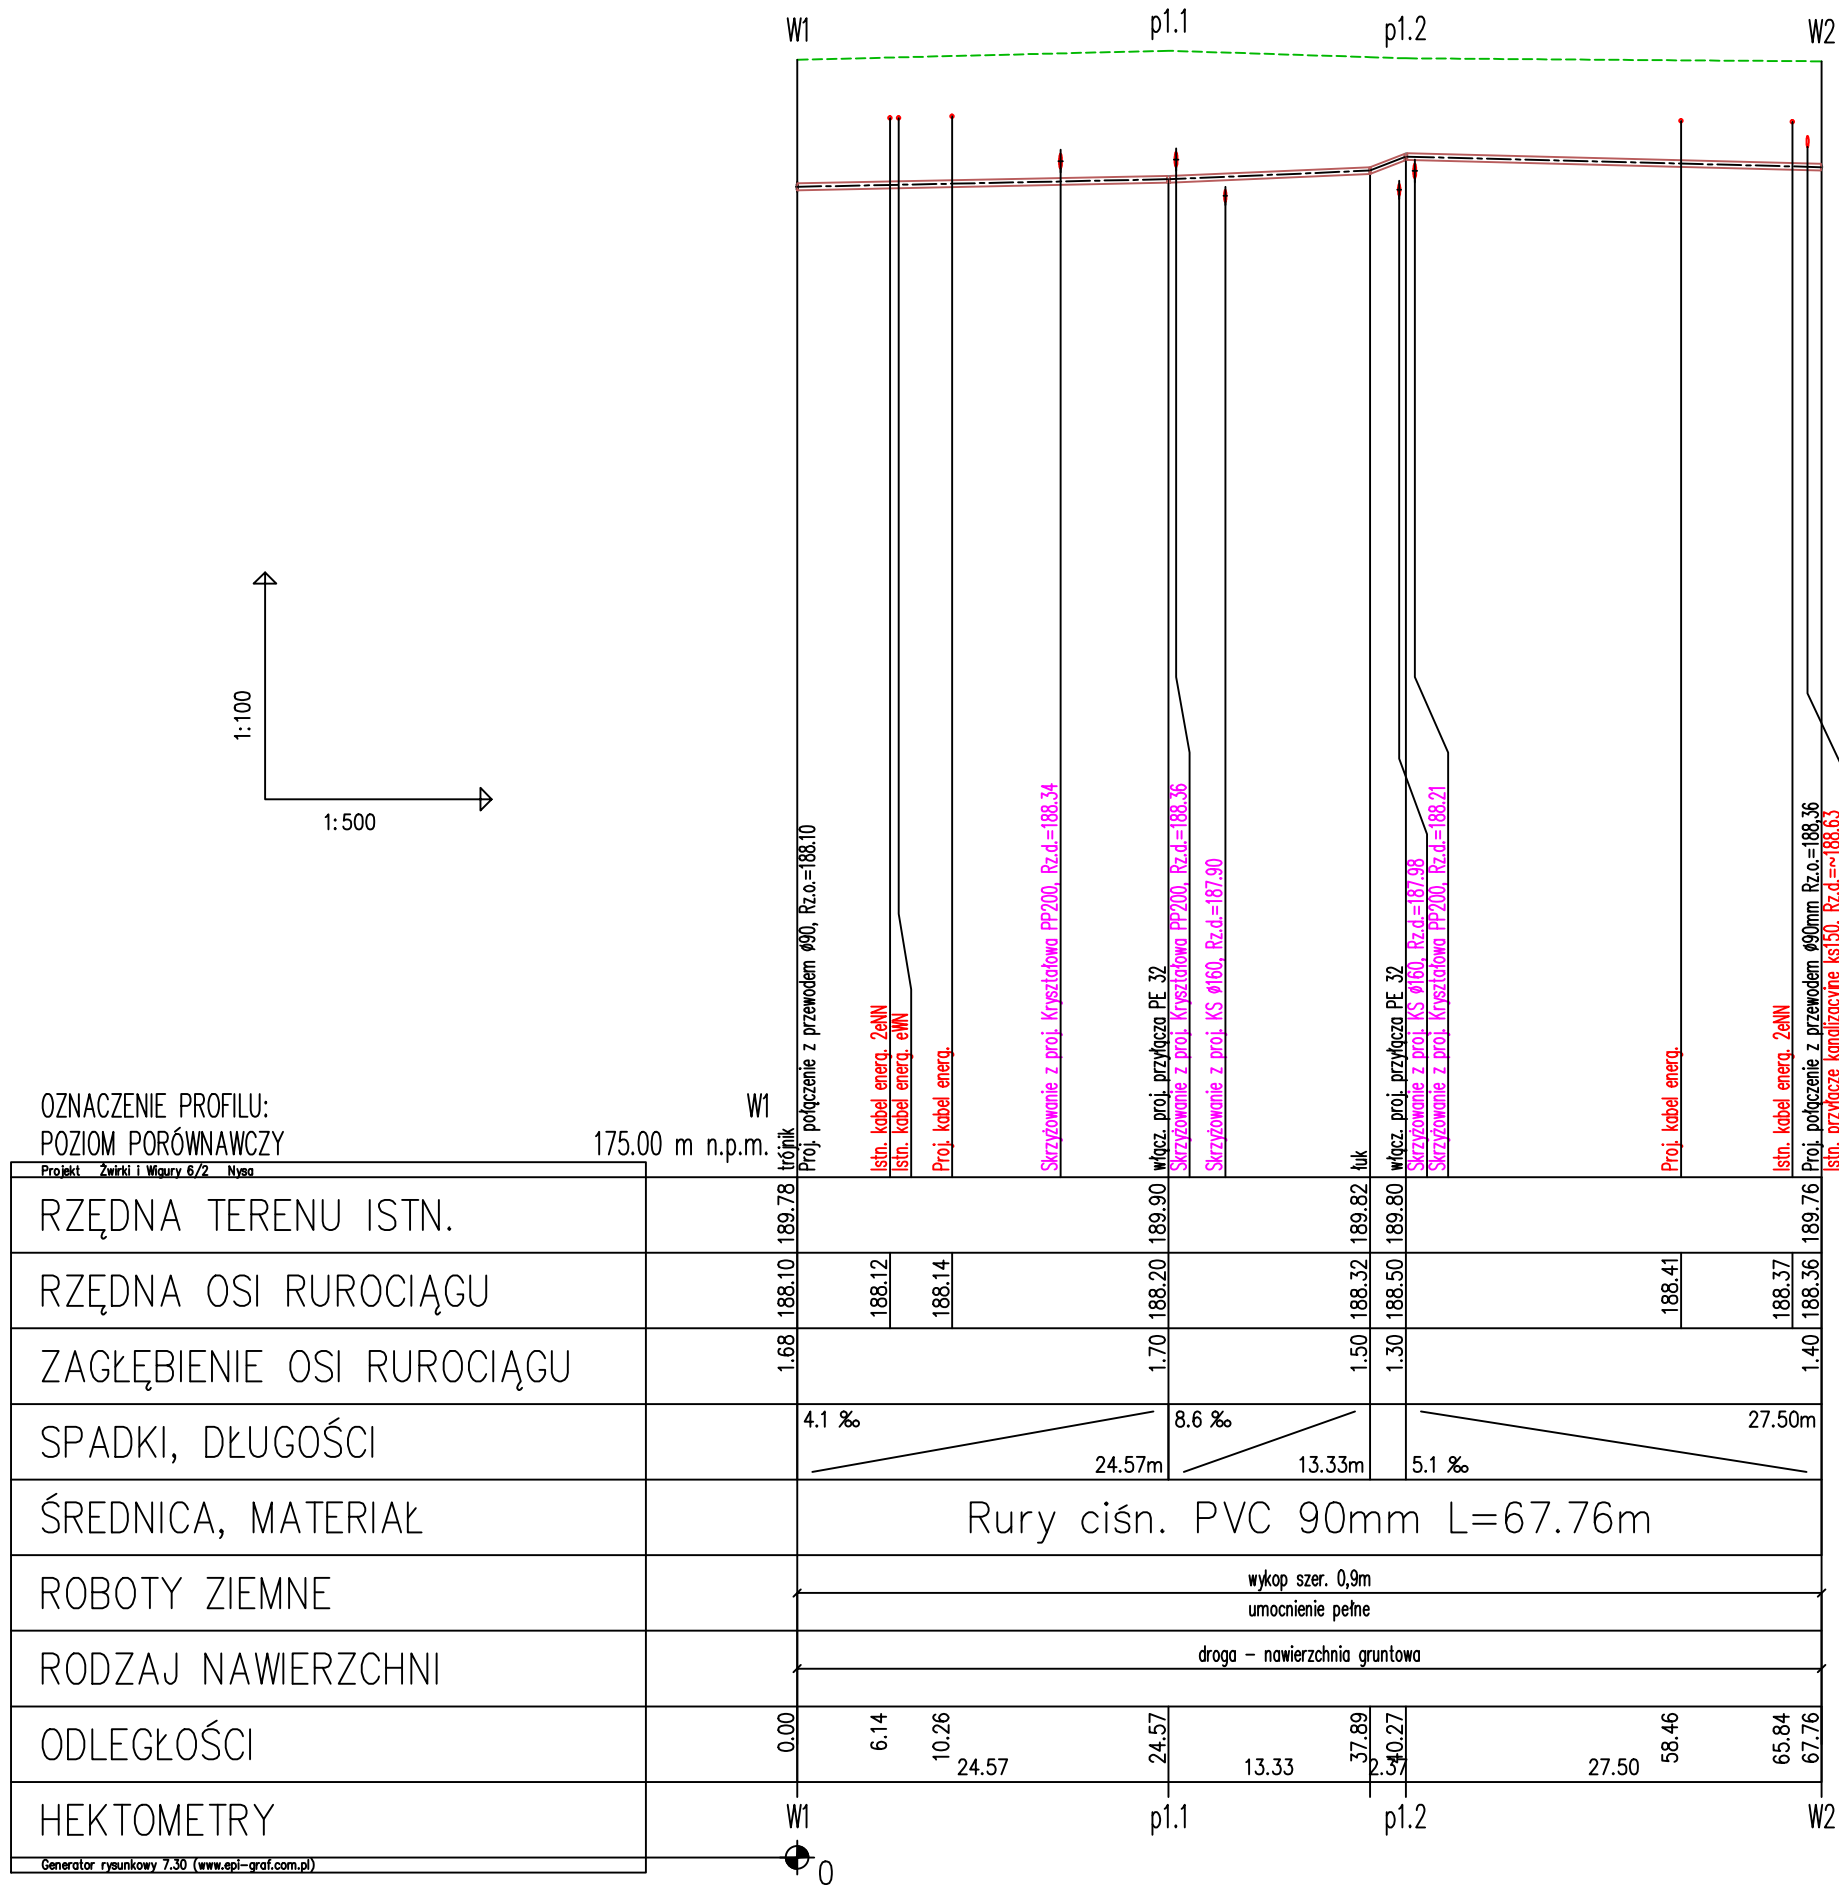 W1
p1.1
p1.2
W2
1:100
1:500
Proj. połączenie z przewodem ø90, Rz.o.=188.10
trójnik
Istn. kabel energ. 2eNN
Istn. kabel energ. eWN
Proj. kabel energ.
Skrzyżowanie z proj. Kryształowa PP200, Rz.d.=188.34
włącz. proj. przyłącza PE 32
Skrzyżowanie z proj. Kryształowa PP200, Rz.d.=188.36
Skrzyżowanie z proj. KS ø160, Rz.d.=187.90
łuk
włącz. proj. przyłącza PE 32
Skrzyżowanie z proj. KS ø160, Rz.d.=187.98
Skrzyżowanie z proj. Kryształowa PP200, Rz.d.=188.21
Proj. kabel energ.
Istn. kabel energ. 2eNN
Proj. połączenie z przewodem ø90mm Rz.o.=188,36
Istn. przyłącze kanalizacyjne ks150. Rz.d.=~188.63
OZNACZENIE PROFILU: W1
POZIOM PORÓWNAWCZY 175.00 m n.p.m.
Projekt Żwirki i Wigury 6/2 Nysa
RZĘDNA TERENU ISTN. 189.78 189.90 189.82 189.80 189.76
RZĘDNA OSI RUROCIĄGU 188.10 188.12 188.14 188.20 188.32 188.50 188.41 188.37 188.36
ZAGŁĘBIENIE OSI RUROCIĄGU 1.68 1.70 1.50 1.30 1.40
SPADKI, DŁUGOŚCI 4.1 ‰ 24.57m 8.6 ‰ 13.33m 5.1 ‰ 27.50m
ŚREDNICA, MATERIAŁ Rury ciśn. PVC 90mm L=67.76m
ROBOTY ZIEMNE wykop szer. 0,9m
umocnienie pełne
RODZAJ NAWIERZCHNI droga – nawierzchnia gruntowa
ODLEGŁOŚCI 0.00 6.14 10.26 24.57 37.89 40.27 58.46 65.84 67.76
24.57 13.33 2.37 27.50
HEKTOMETRY W1 p1.1 p1.2 W2
Generator rysunkowy 7.30 (www.epi-graf.com.pl)
0